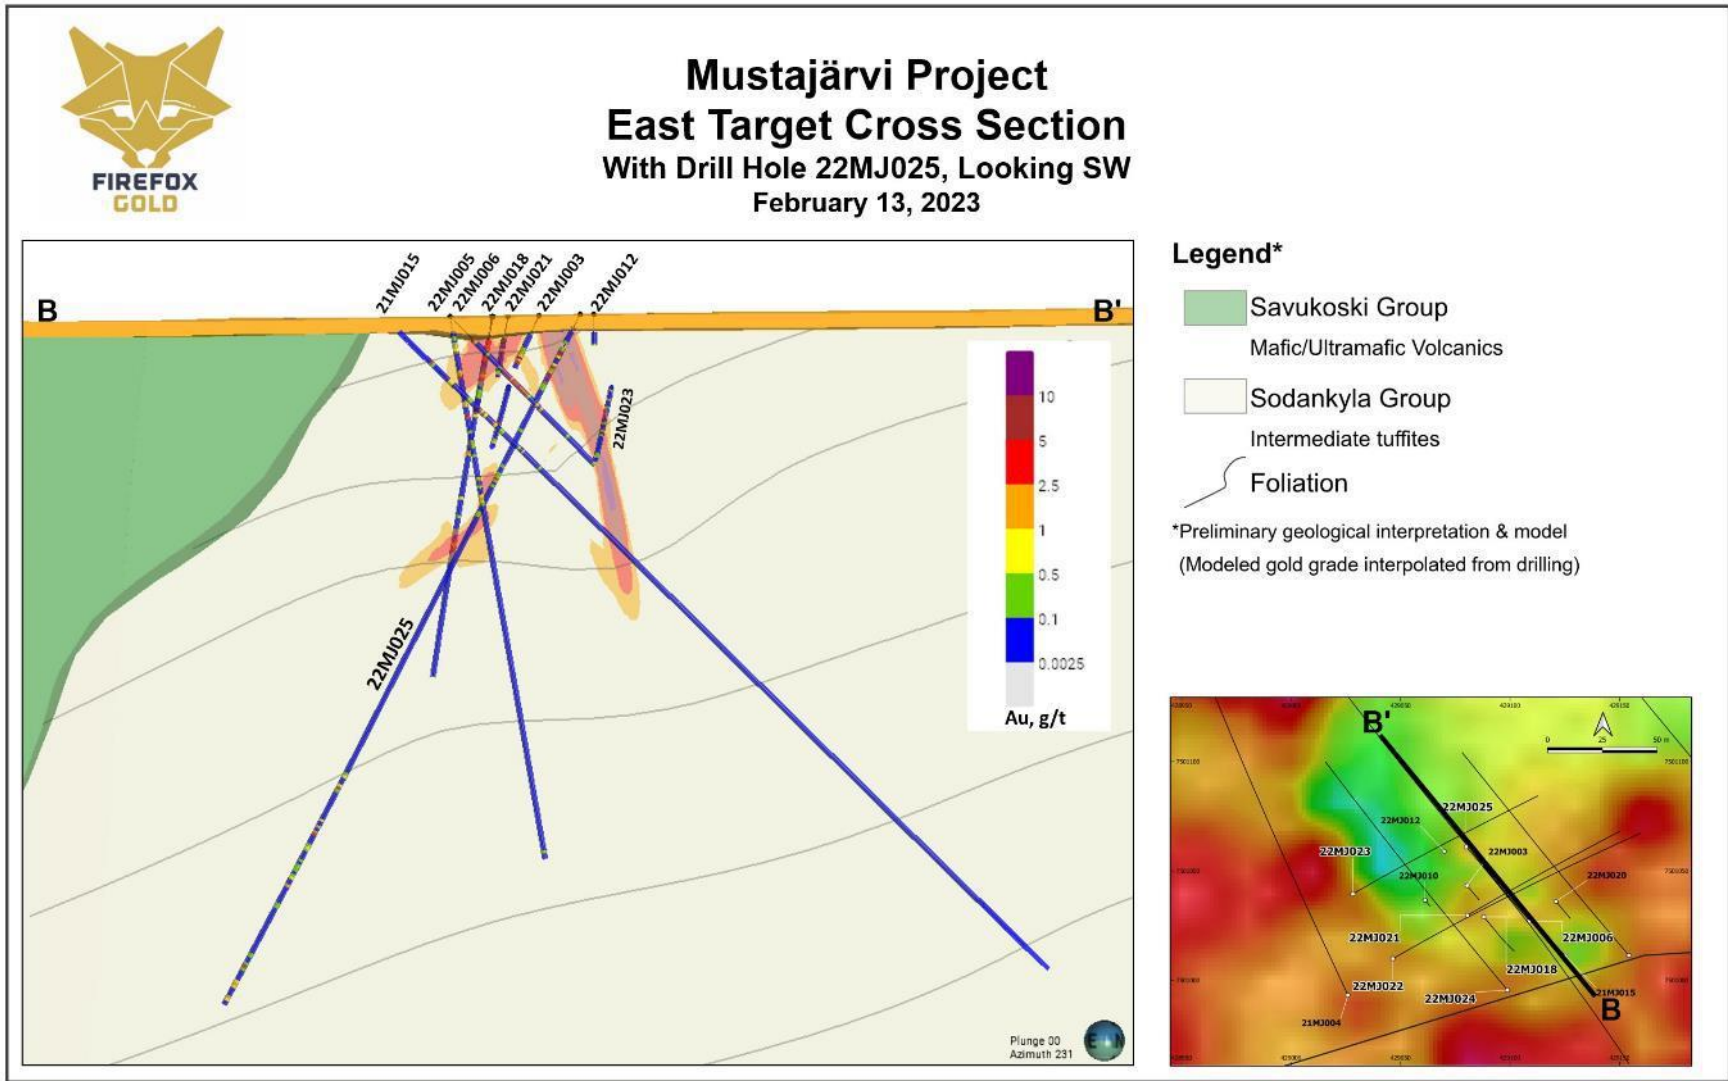 FIREFOX
GOLD
Mustajärvi Project
East Target Cross Section
With Drill Hole 22MJ025, Looking SW
February 13, 2023
B
21MJ015
22MJ005
22MJ006
22MJ018
22MJ021
22MJ003
22MJ012
B'
22MJ023
22MJ025
10
5
2.5
1
0.5
0.1
0.0025
Au, g/t
Plunge 00
Azimuth 231
Legend*
Savukoski Group
Mafic/Ultramafic Volcanics
Sodankyla Group
Intermediate tuffites
Foliation
*Preliminary geological interpretation & model
(Modeled gold grade interpolated from drilling)
B'
0 25 50 m
22MJ025
22MJ012
22MJ003
22MJ023
22MJ010
22MJ020
22MJ021
22MJ006
22MJ018
22MJ022
22MJ024
21MJ015
B
21MJ004